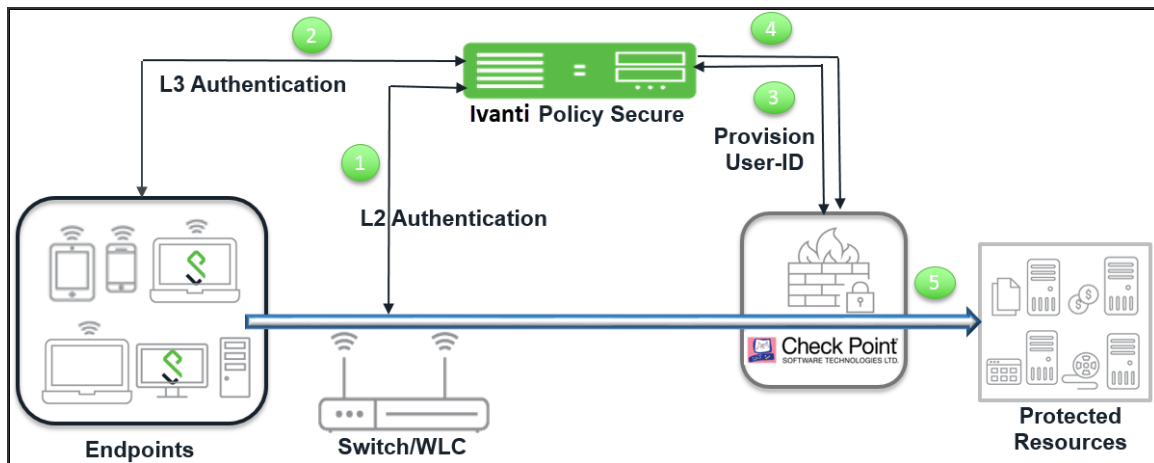 2
4
L3 Authentication
Ivanti Policy Secure
3
Provision
User-ID
1
L2 Authentication
5
Check Point
SOFTWARE TECHNOLOGIES LTD.
Endpoints
Switch/WLC
Protected
Resources